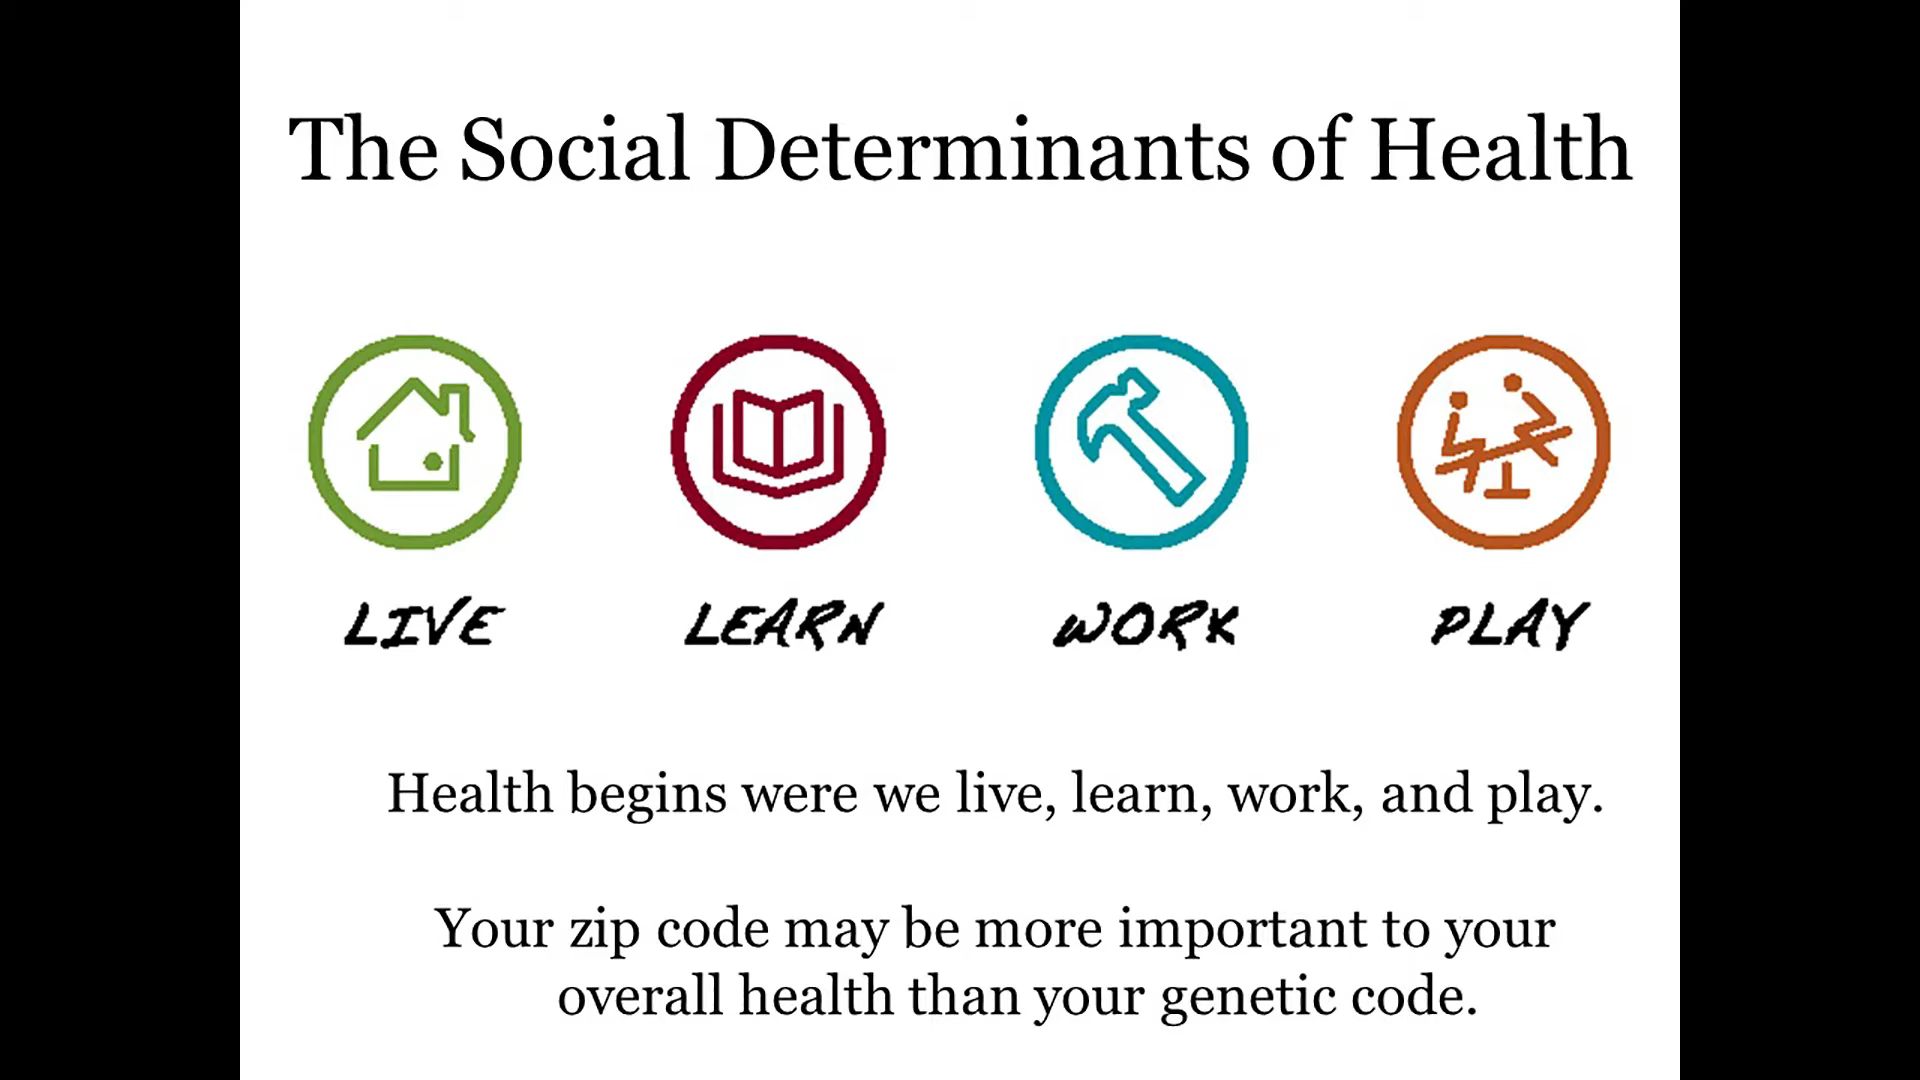 The Social Determinants of Health
LIVE
LEARN
WORK
PLAY
Health begins were we live, learn, work, and play.
Your zip code may be more important to your
overall health than your genetic code.